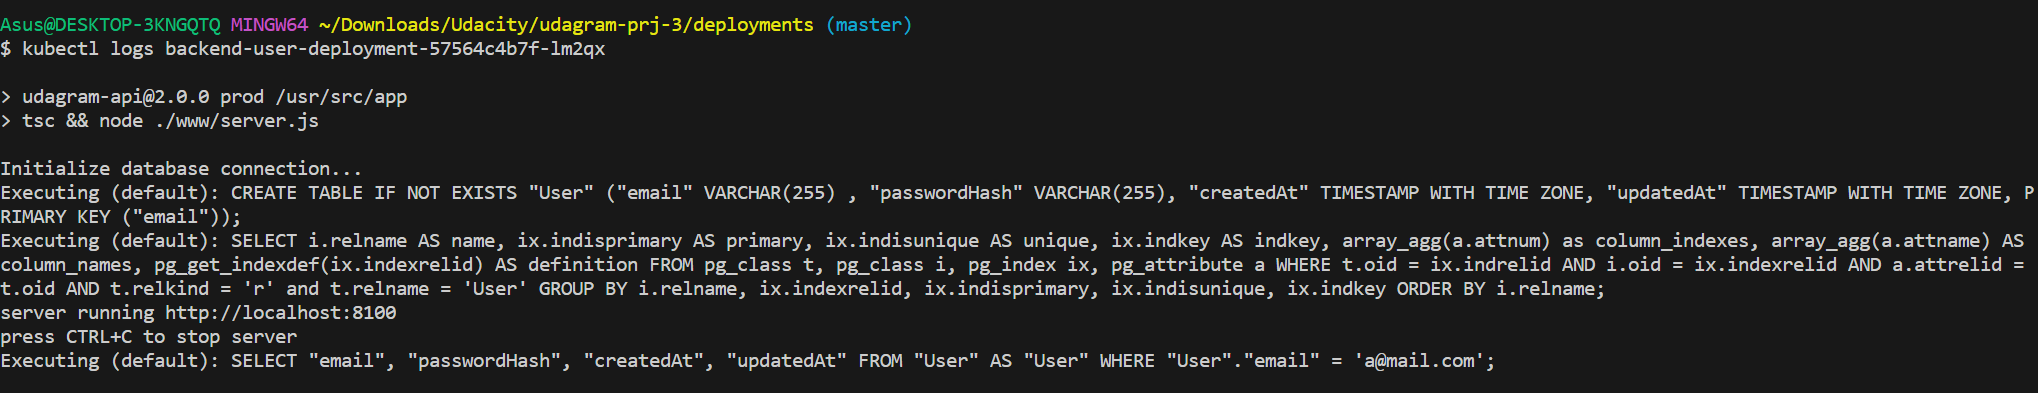 Asus@DESKTOP-3KNGQTQ MINGW64 ~/Downloads/Udacity/udagram-prj-3/deployments (master)
$ kubectl logs backend-user-deployment-57564c4b7f-lm2qx
> udagram-api@2.0.0 prod /usr/src/app
> tsc && node ./www/server.js
Initialize database connection...
Executing (default): CREATE TABLE IF NOT EXISTS "User" ("email" VARCHAR(255) , "passwordHash" VARCHAR(255), "createdAt" TIMESTAMP WITH TIME ZONE, "updatedAt" TIMESTAMP WITH TIME ZONE, P
RIMARY KEY ("email"));
Executing (default): SELECT i.relname AS name, ix.indisprimary AS primary, ix.indisunique AS unique, ix.indkey AS indkey, array_agg(a.attnum) as column_indexes, array_agg(a.attname) AS
column_names, pg_get_indexdef(ix.indexrelid) AS definition FROM pg_class t, pg_class i, pg_index ix, pg_attribute a WHERE t.oid = ix.indrelid AND i.oid = ix.indexrelid AND a.attrelid =
t.oid AND t.relkind = 'r' and t.relname = 'User' GROUP BY i.relname, ix.indexrelid, ix.indisprimary, ix.indisunique, ix.indkey ORDER BY i.relname;
server running http://localhost:8100
press CTRL+C to stop server
Executing (default): SELECT "email", "passwordHash", "createdAt", "updatedAt" FROM "User" AS "User" WHERE "User"."email" = 'a@mail.com';